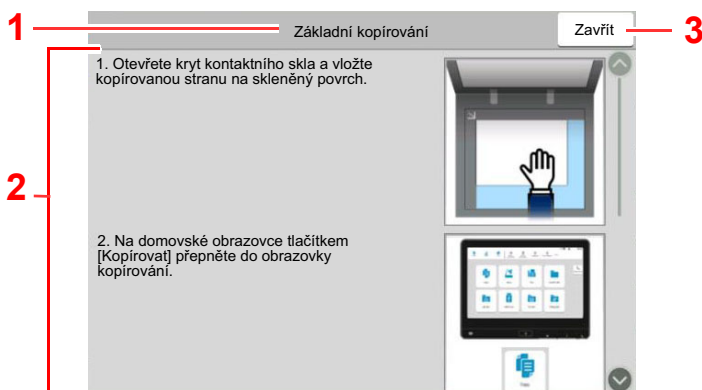 1
Základní kopírování
Zavřít
3
1. Otevřete kryt kontaktního skla a vložte
kopírovanou stranu na skleněný povrch.
2
2. Na domovské obrazovce tlačítkem
[Kopírovat] přepněte do obrazovky
kopírování.